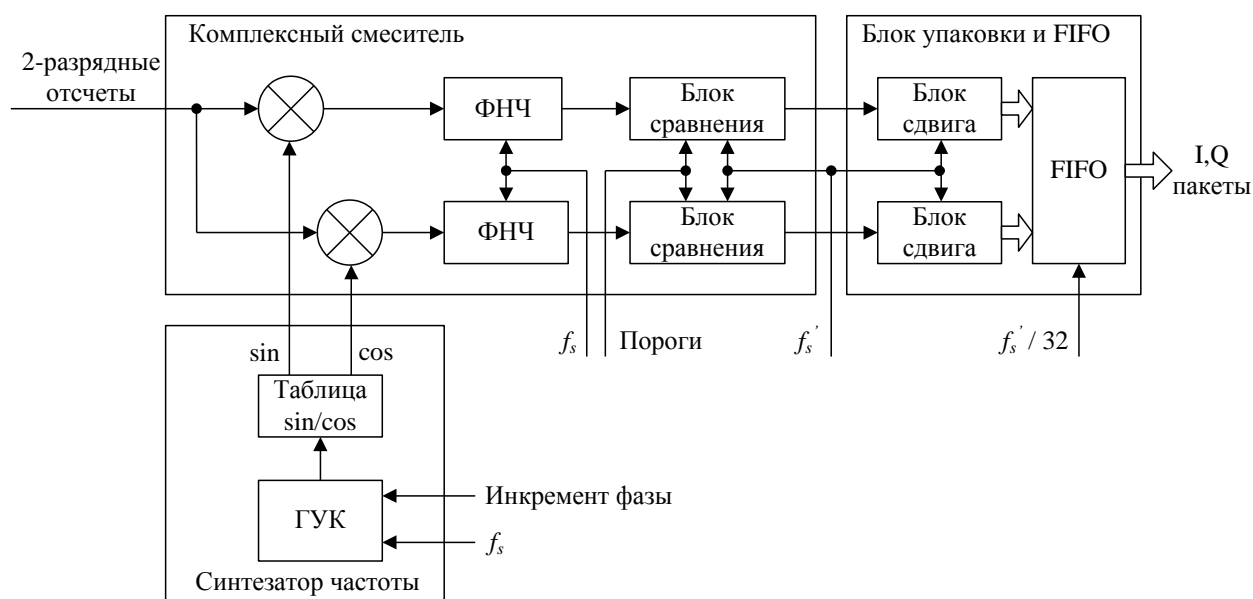 Комплексный смеситель
Блок упаковки и FIFO
2-разрядные
отсчеты
ФНЧ
Блок
сравнения
Блок
сдвига
FIFO
I,Q
пакеты
ФНЧ
Блок
сравнения
Блок
сдвига
sin
cos
fs
Пороги
fs'
fs' / 32
Таблица
sin/cos
ГУК
Инкремент фазы
fs
Синтезатор частоты